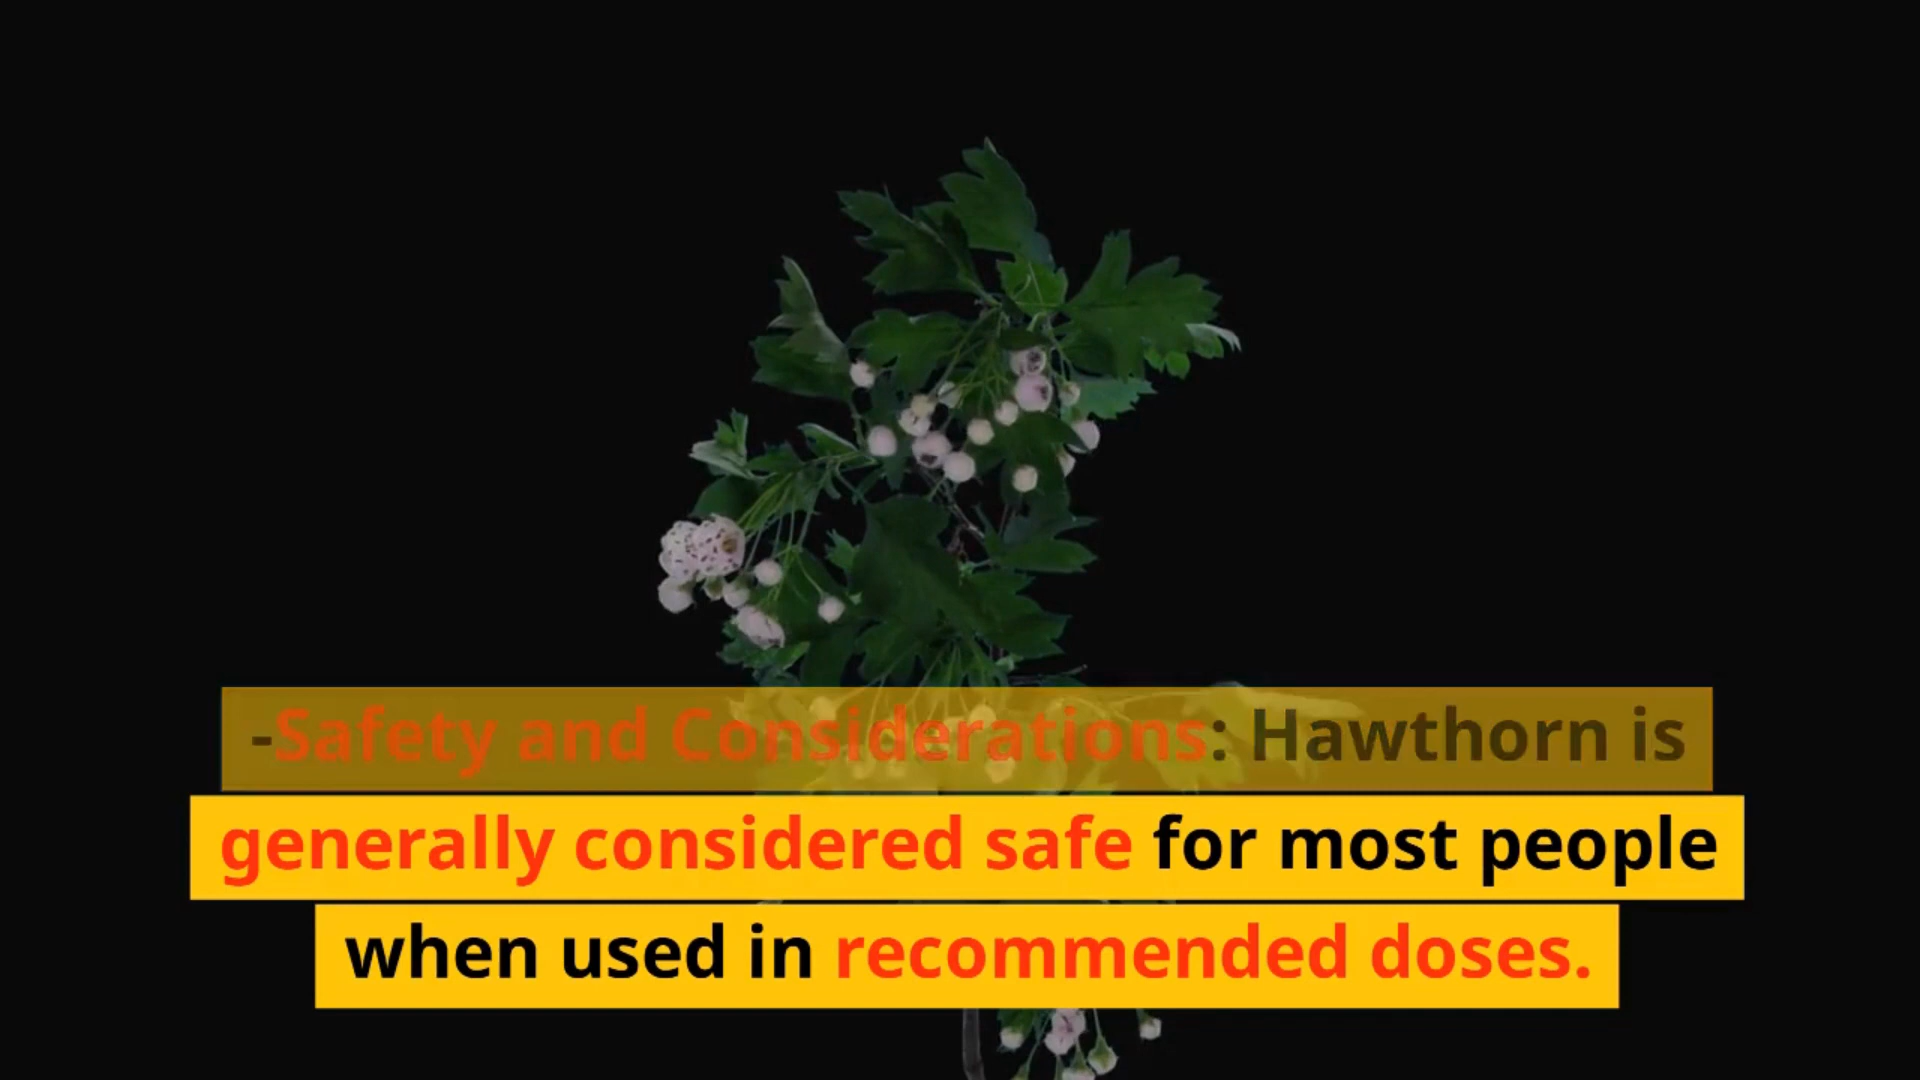 -Safety and Considerations: Hawthorn is
generally considered safe for most people
when used in recommended doses.